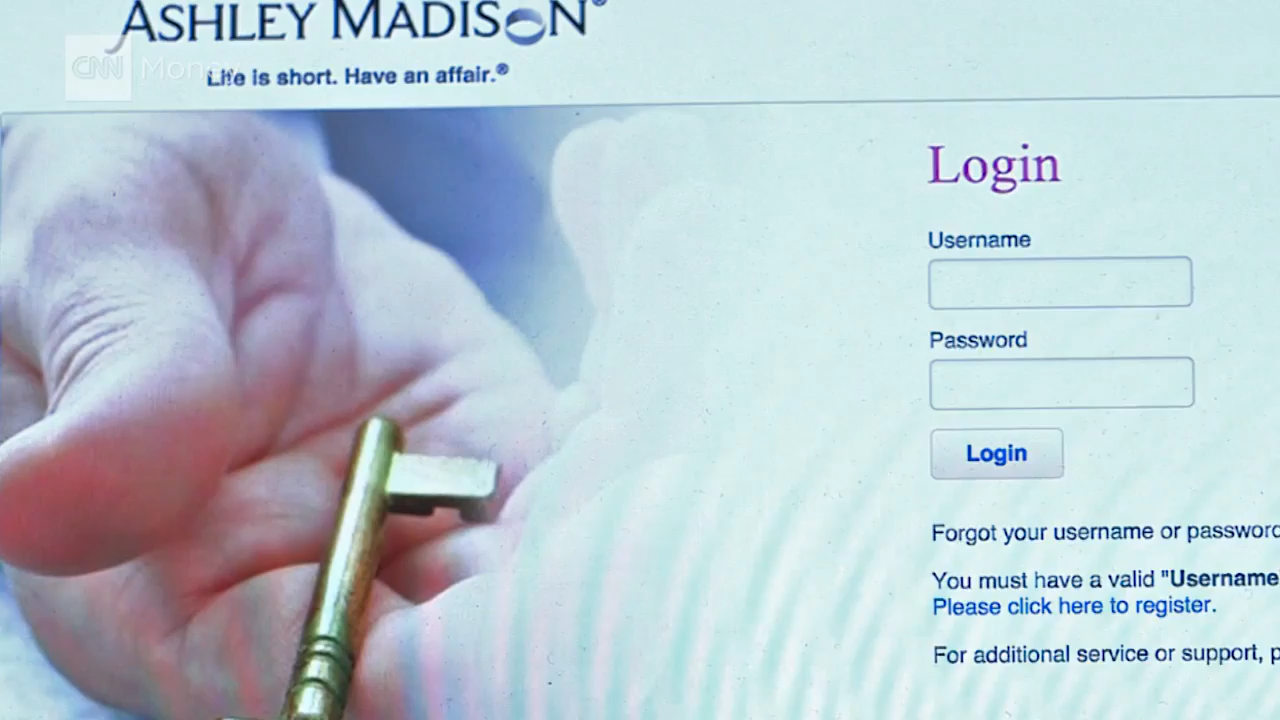 ASHLEY MADISON®
CNN Money
Life is short. Have an affair.®
Login
Username
Password
Login
Forgot your username or password
You must have a valid "Username"
Please click here to register.
For additional service or support, p